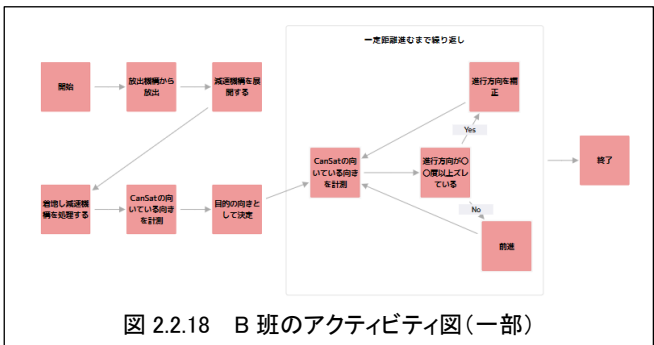 一定距離進むまで繰り返し
開始
放出機構から
放出
減速機構を展
開する
着地し減速機
構を処理する
CanSatの向
いている向き
を計測
目的の向きと
して決定
CanSatの向
いている向き
を計測
進行方向が〇
〇度以上ズレ
ている
Yes
進行方向を補
正
No
前進
終了
図 2.2.18 B 班のアクティビティ図(一部)